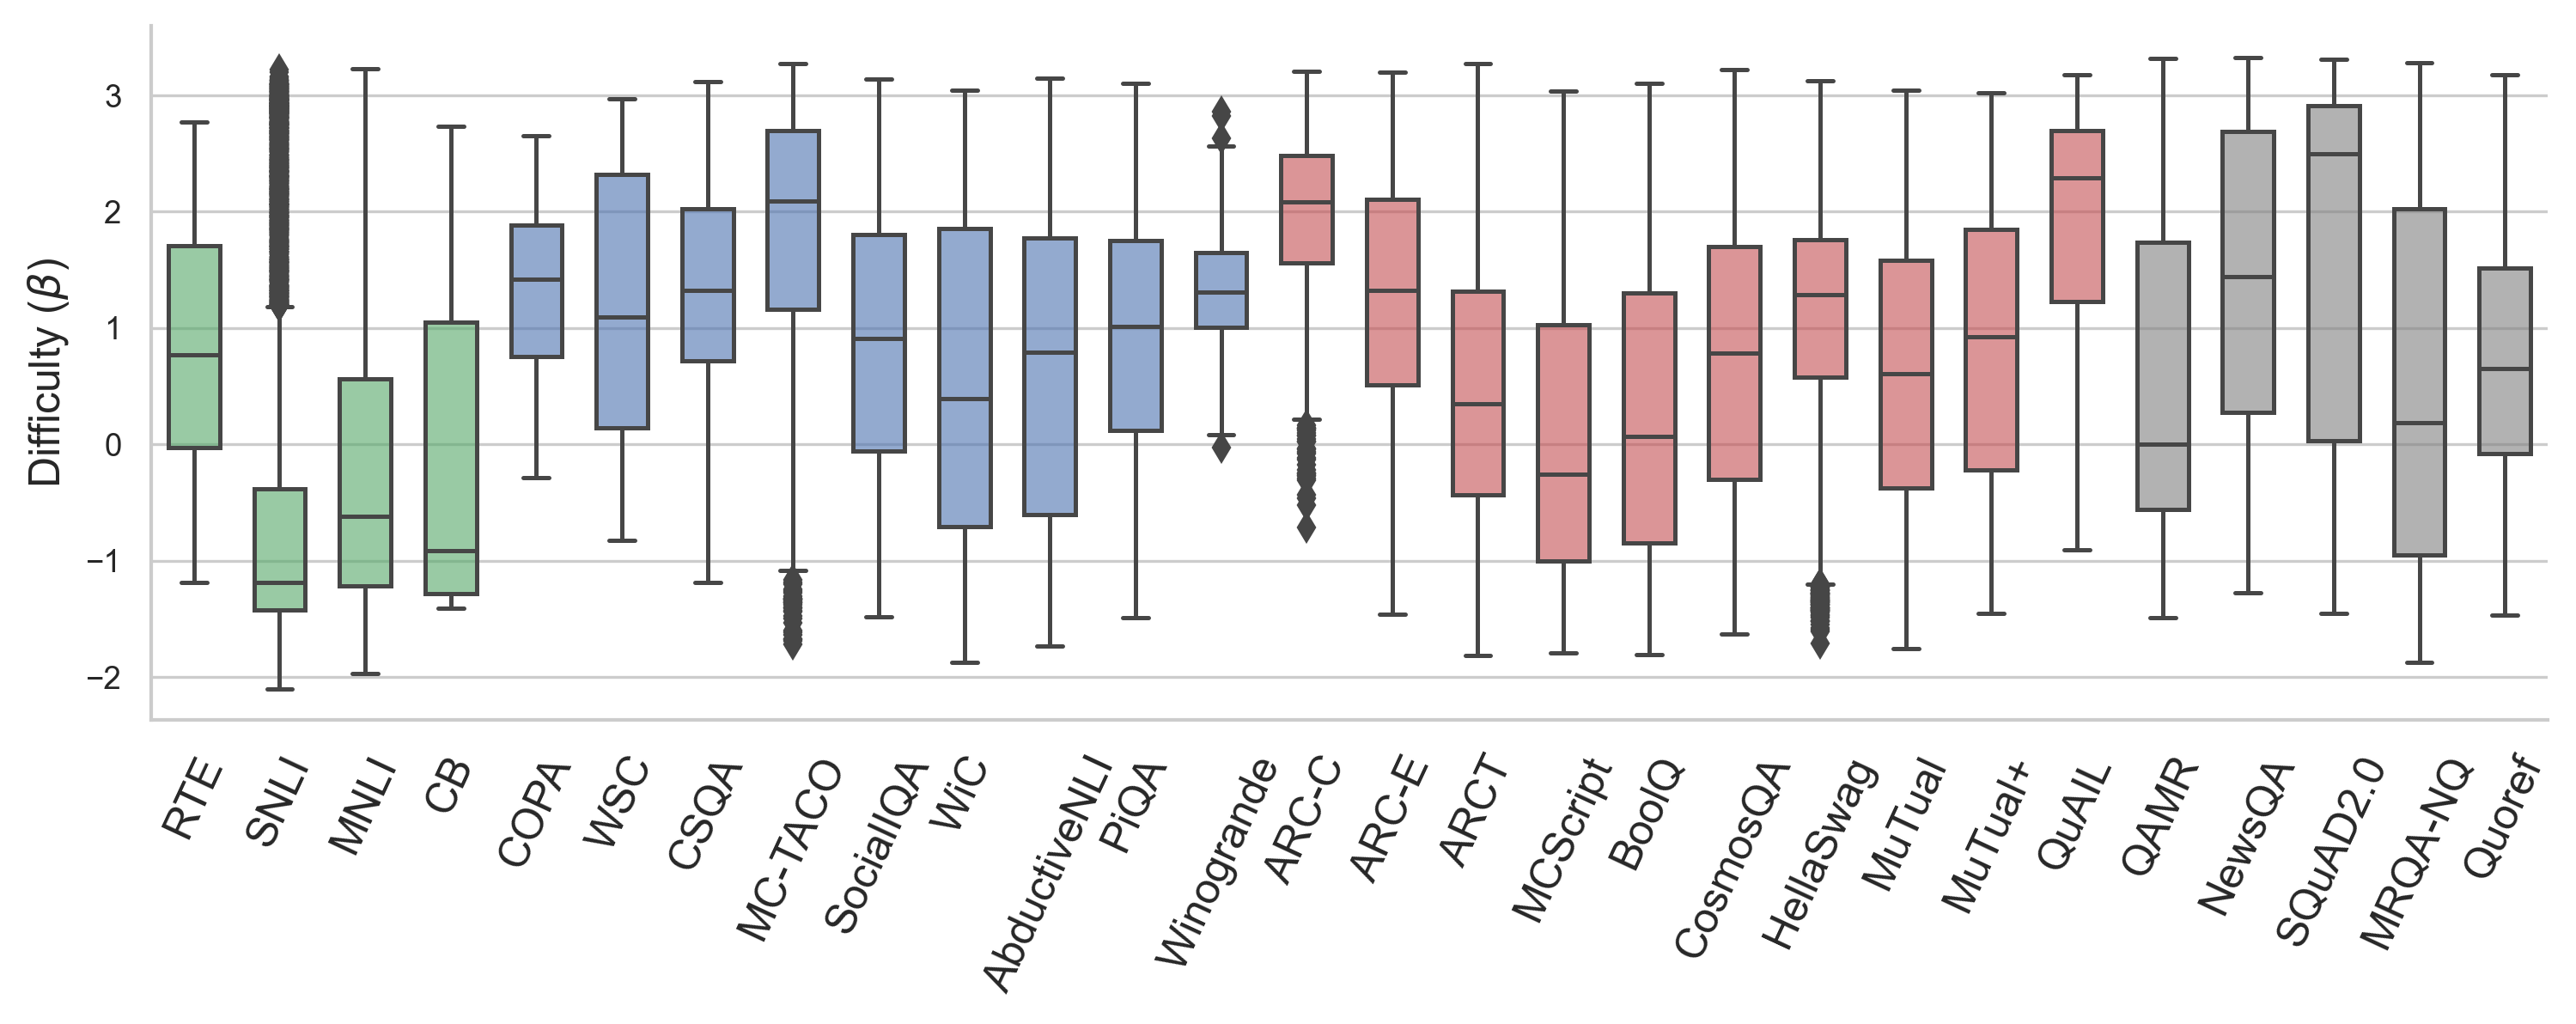 Difficulty (β)
3
2
1
0
−1
−2
RTE
SNLI
MNLI
CB
COPA
WSC
CSQA
MC-TACO
SocialIQA
WiC
AbductiveNLI
PiQA
Winogrande
ARC-C
ARC-E
ARCT
MCScript
BoolQ
CosmosQA
HellaSwag
MuTual
MuTual+
QuAIL
QAMR
NewsQA
SQuAD2.0
MRQA-NQ
Quoref